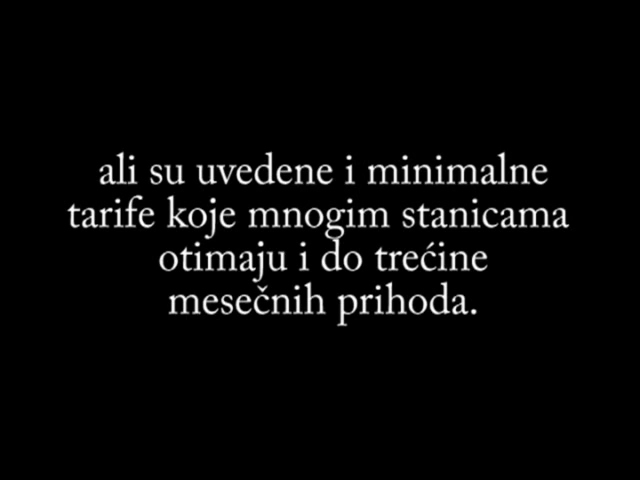 ali su uvedene i minimalne
tarife koje mnogim stanicama
otimaju i do trećine
mesečnih prihoda.